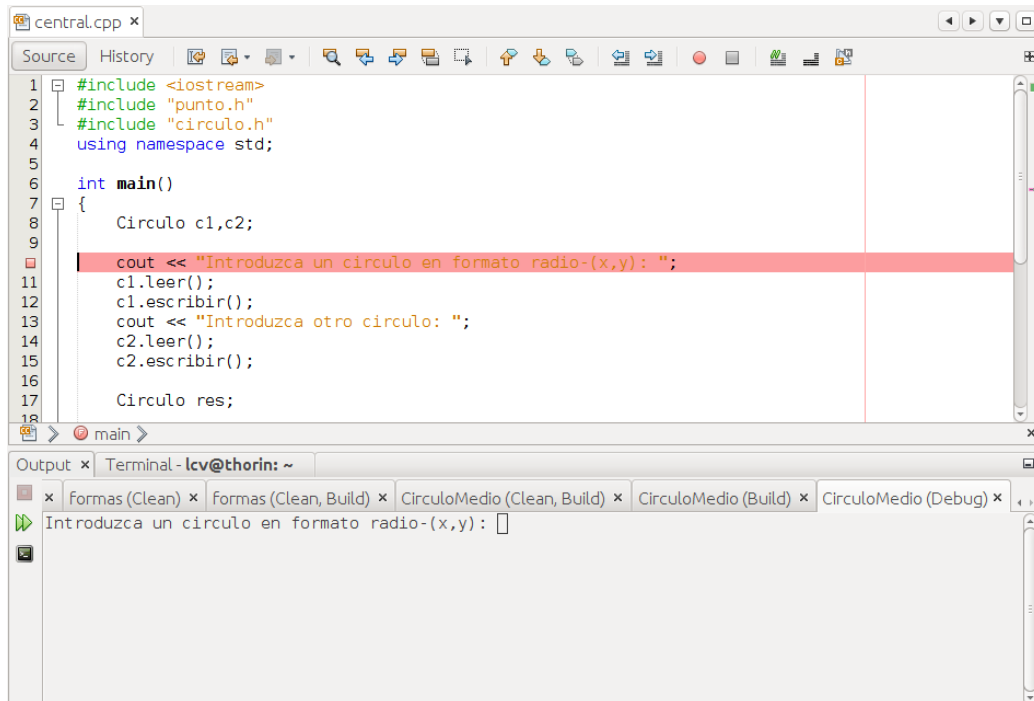 central.cpp ×
Source History
1 #include <iostream>
2 #include "punto.h"
3 #include "circulo.h"
4 using namespace std;
5
6 int main()
7 {
8 Circulo c1,c2;
9
cout << "Introduzca un circulo en formato radio-(x,y): ";
11 c1.leer();
12 c1.escribir();
13 cout << "Introduzca otro circulo: ";
14 c2.leer();
15 c2.escribir();
16
17 Circulo res;
18
main
Output × Terminal - lcv@thorin: ~
× formas (Clean) × formas (Clean, Build) × CirculoMedio (Clean, Build) × CirculoMedio (Build) × CirculoMedio (Debug) ×
Introduzca un circulo en formato radio-(x,y):